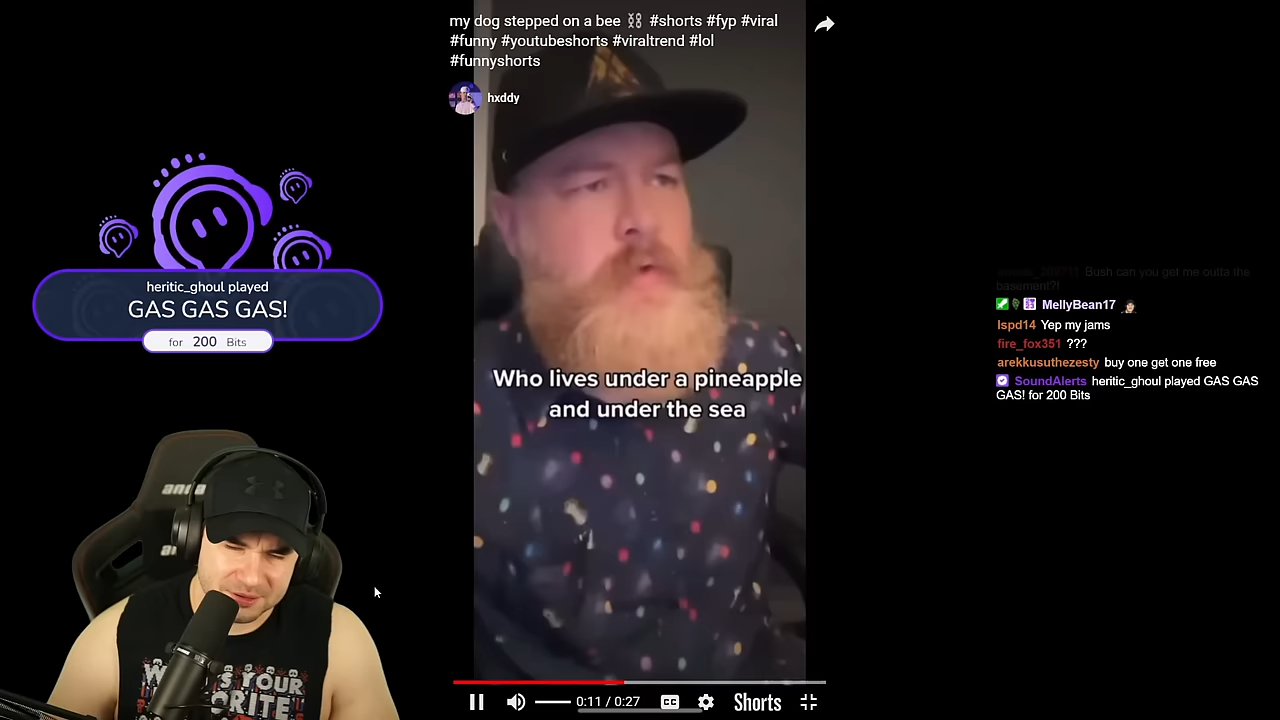 my dog stepped on a bee ⛓ #shorts #fyp #viral
#funny #youtubeshorts #viraltrend #lol
#funnyshorts
hxddy
heritic_ghoul played
GAS GAS GAS!
for 200 Bits
Who lives under a pineapple
and under the sea
Bush can you get me outta the
basement?!
MellyBean17
lspd14 Yep my jams
fire_fox351 ???
arekkusuthezesty buy one get one free
SoundAlerts heritic_ghoul played GAS GAS
GAS! for 200 Bits
YOUR
0:11 / 0:27
CC
Shorts